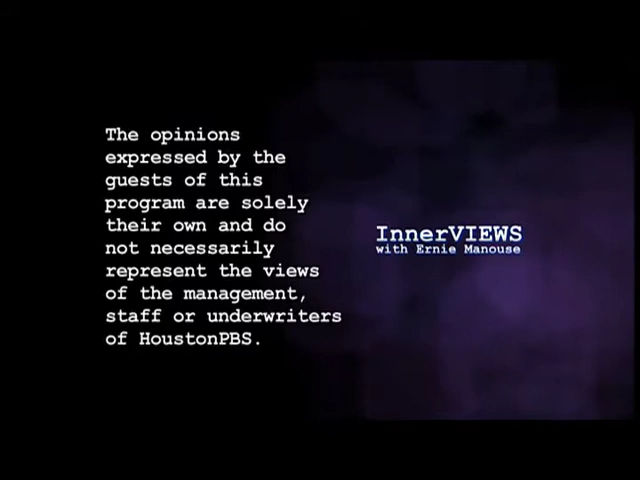 The opinions
expressed by the
guests of this
program are solely
their own and do
not necessarily
represent the views
of the management,
staff or underwriters
of HoustonPBS.
InnerVIEWS
with Ernie Manouse